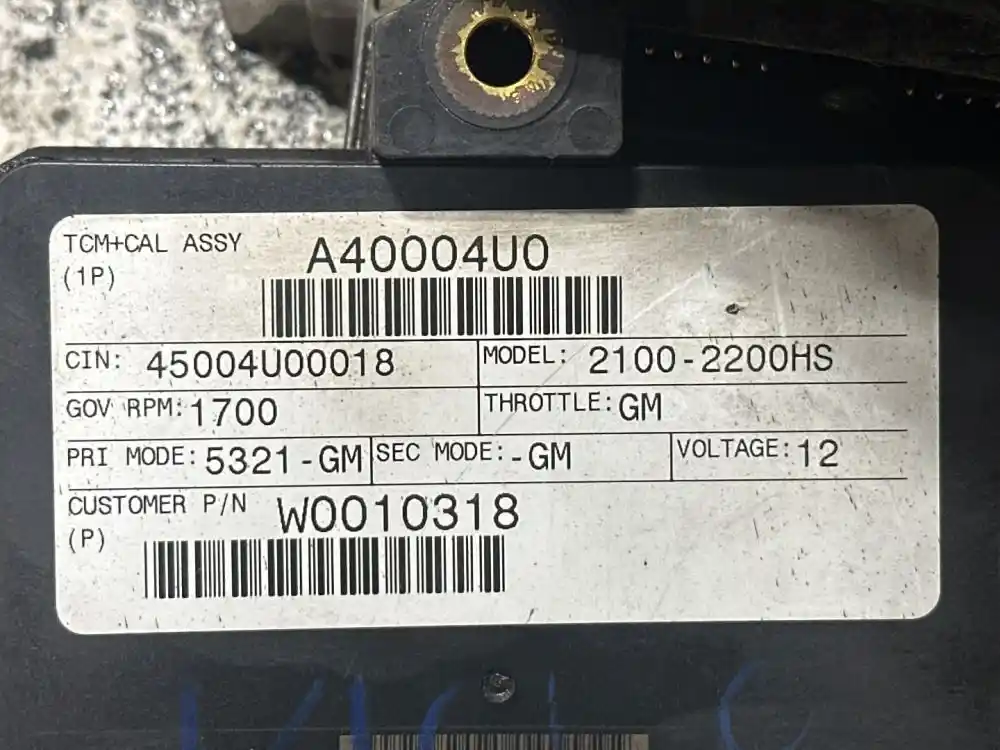 TCM+CAL ASSY A40004U0
(1P)
CIN: 45004U00018 MODEL: 2100-2200HS
GOV RPM: 1700 THROTTLE: GM
PRI MODE: 5321-GM SEC MODE: -GM VOLTAGE: 12
CUSTOMER P/N W0010318
(P)